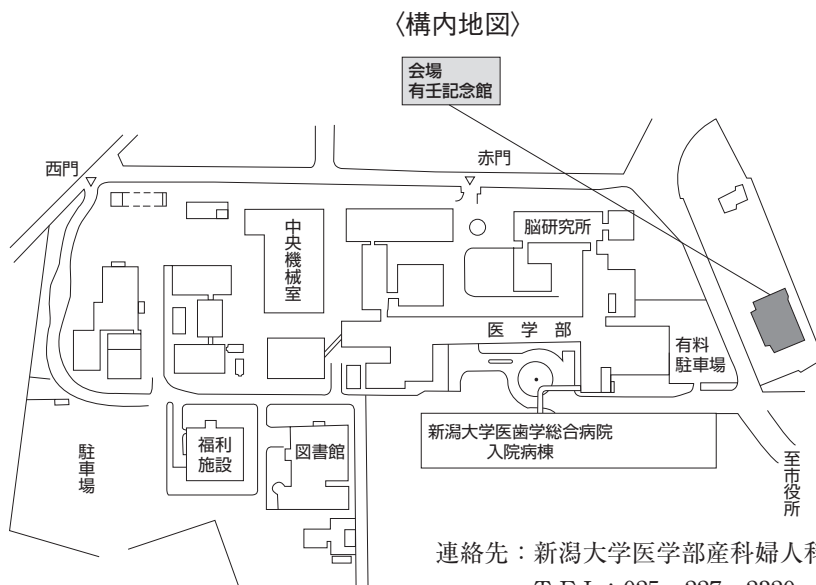 〈構内地図〉
会場
有壬記念館
西門
赤門
脳研究所
中央機械室
医学部
有料
駐車場
新潟大学医歯学総合病院
入院病棟
福利
施設
図書館
駐車場
至市役所
連絡先：新潟大学医学部産科婦人科